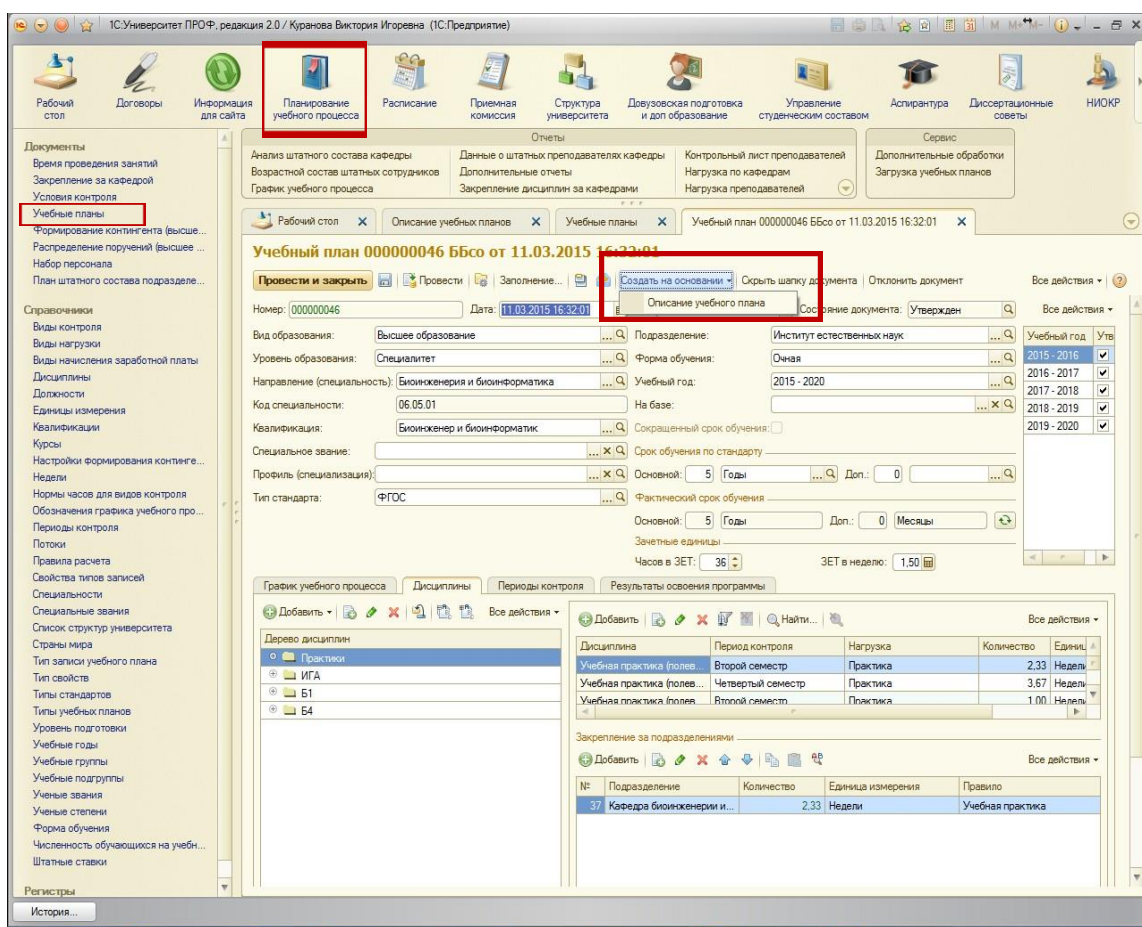 1С:Университет ПРОФ, редакция 2.0 / Куранова Виктория Игоревна (1С:Предприятие)
M M+ M-
Рабочий стол
Договоры
Информация для сайта
Планирование учебного процесса
Расписание
Приемная комиссия
Структура университета
Довузовская подготовка и доп образование
Управление студенческим составом
Аспирантура
Диссертационные советы
НИОКР
Документы
Время проведения занятий
Закрепление за кафедрой
Условия контроля
Учебные планы
Формирование контингента (высше...
Распределение поручений (высшее ...
Набор персонала
План штатного состава подразделе...
Справочники
Виды контроля
Виды нагрузки
Виды начисления заработной платы
Дисциплины
Должности
Единицы измерения
Квалификации
Курсы
Настройки формирования континге...
Недели
Нормы часов для видов контроля
Обозначения графика учебного про...
Периоды контроля
Потоки
Правила расчета
Свойства типов записей
Специальности
Специальные звания
Список структур университета
Страны мира
Тип записи учебного плана
Тип свойств
Типы стандартов
Типы учебных планов
Уровень подготовки
Учебные годы
Учебные группы
Учебные подгруппы
Ученые звания
Ученые степени
Форма обучения
Численность обучающихся на учебн...
Штатные ставки
Регистры
История...
Отчеты
Анализ штатного состава кафедры
Данные о штатных преподавателях кафедры
Контрольный лист преподавателей
Возрастной состав штатных сотрудников
Дополнительные отчеты
Нагрузка по кафедрам
График учебного процесса
Закрепление дисциплин за кафедрами
Нагрузка преподавателей
Сервис
Дополнительные обработки
Загрузка учебных планов
Рабочий стол
Описание учебных планов
Учебные планы
Учебный план 000000046 ББсо от 11.03.2015 16:32:01
Учебный план 000000046 ББсо от 11.03.2015 16:32:01
Провести и закрыть
Провести
Заполнение...
Создать на основании
Скрыть шапку документа
Отклонить документ
Все действия
Описание учебного плана
Номер: 000000046
Дата: 11.03.2015 16:32:01
Состояние документа: Утвержден
Все действия
Вид образования: Высшее образование
Подразделение: Институт естественных наук
Уровень образования: Специалитет
Форма обучения: Очная
Направление (специальность): Биоинженерия и биоинформатика
Учебный год: 2015 - 2020
Код специальности: 06.05.01
На базе:
Квалификация: Биоинженер и биоинформатик
Сокращенный срок обучения:
Специальное звание:
Срок обучения по стандарту
Профиль (специализация):
Основной: 5 Годы Доп.: 0
Тип стандарта: ФГОС
Фактический срок обучения
Основной: 5 Годы Доп.: 0 Месяцы
Зачетные единицы
Часов в ЗЕТ: 36 ЗЕТ в неделю: 1,50
Учебный год Утв
2015 - 2016
2016 - 2017
2017 - 2018
2018 - 2019
2019 - 2020
График учебного процесса
Дисциплины
Периоды контроля
Результаты освоения программы
Добавить
Все действия
Дерево дисциплин
Практики
ИГА
Б1
Б4
Добавить
Найти...
Все действия
Дисциплина Период контроля Нагрузка Количество Единиц
Учебная практика (полев... Второй семестр Практика 2,33 Недели
Учебная практика (полев... Четвертый семестр Практика 3,67 Недели
Учебная практика (полев... Второй семестр Практика 1,00 Недели
Закрепление за подразделениями
Добавить
Все действия
№ Подразделение Количество Единица измерения Правило
37 Кафедра биоинженерии и... 2,33 Недели Учебная практика